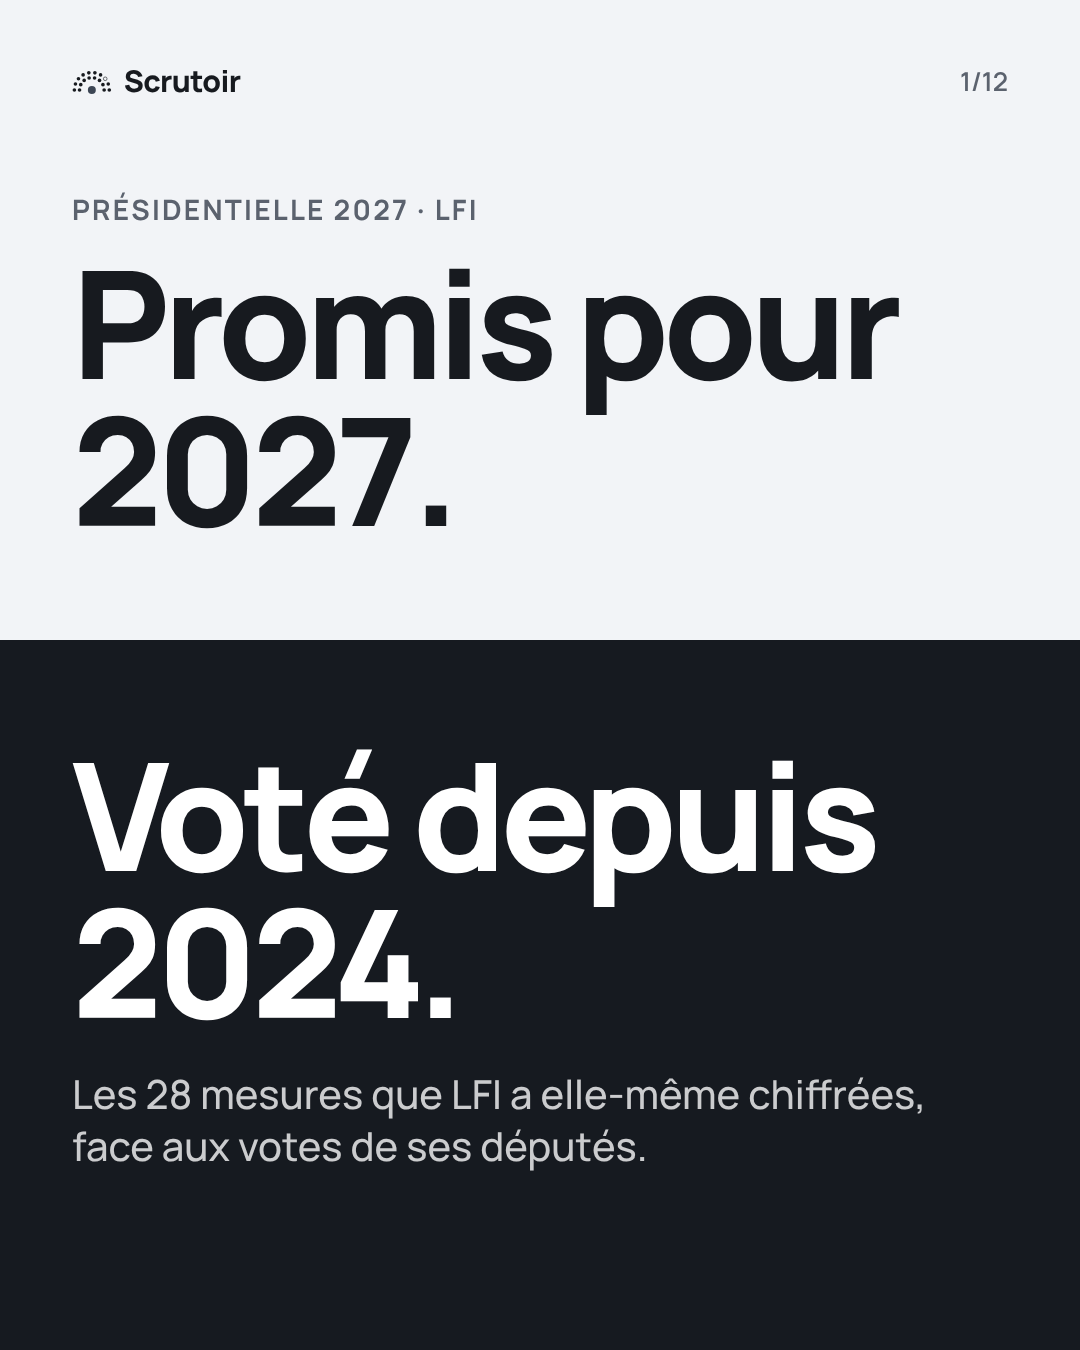 Scrutoir
1/12
PRÉSIDENTIELLE 2027 · LFI
Promis pour
2027.
Voté depuis
2024.
Les 28 mesures que LFI a elle-même chiffrées,
face aux votes de ses députés.